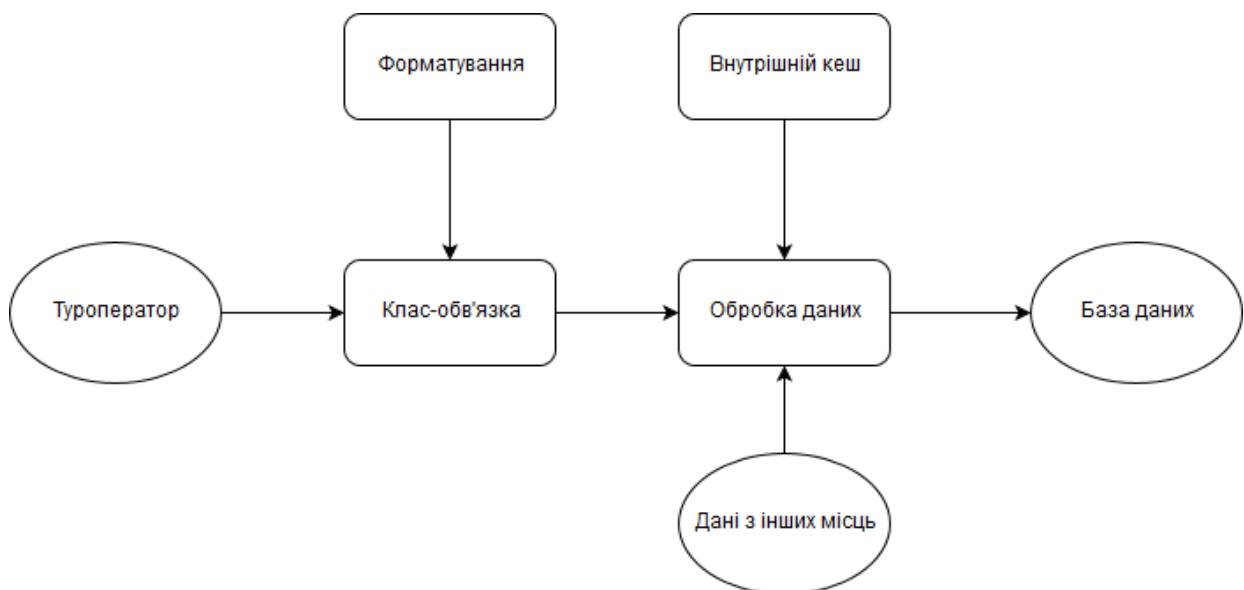 Форматування
Внутрішній кеш
Туроператор
Клас-обв'язка
Обробка даних
База даних
Дані з інших місць